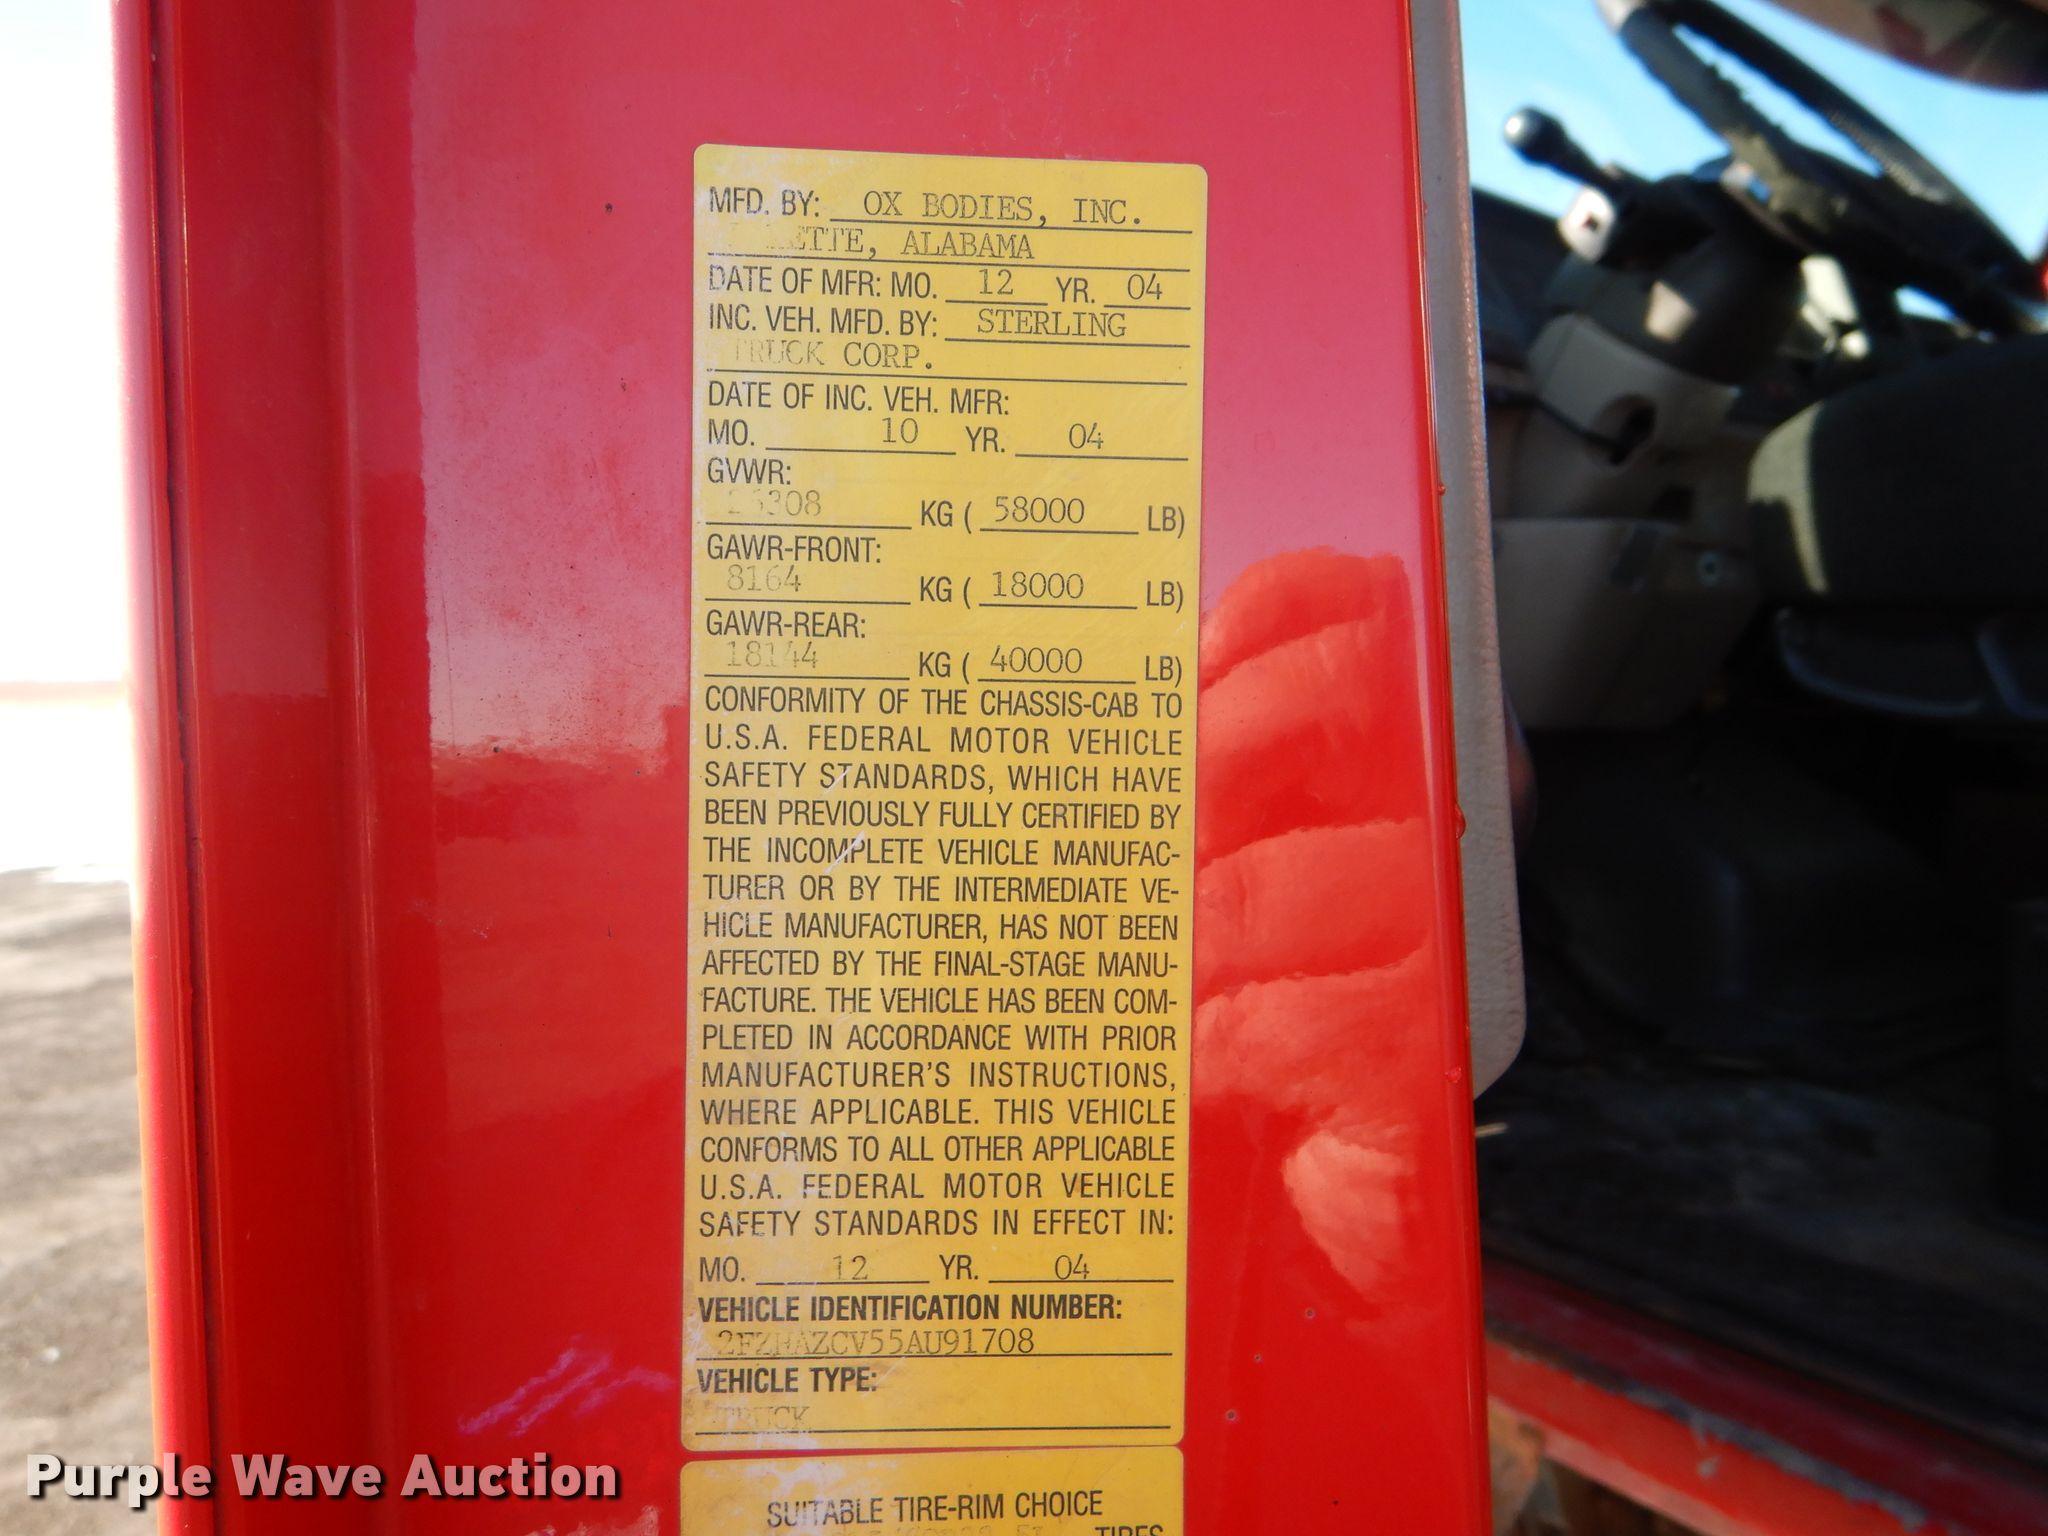 MFD. BY: OX BODIES, INC.
ALABAMA
DATE OF MFR: MO. 12 YR. 04
INC. VEH. MFD. BY: STERLING
TRUCK CORP.
DATE OF INC. VEH. MFR:
MO. 10 YR. 04
GVWR:
26308 KG ( 58000 LB)
GAWR-FRONT:
8164 KG ( 18000 LB)
GAWR-REAR:
18144 KG ( 40000 LB)
CONFORMITY OF THE CHASSIS-CAB TO
U.S.A. FEDERAL MOTOR VEHICLE
SAFETY STANDARDS, WHICH HAVE
BEEN PREVIOUSLY FULLY CERTIFIED BY
THE INCOMPLETE VEHICLE MANUFAC-
TURER OR BY THE INTERMEDIATE VE-
HICLE MANUFACTURER, HAS NOT BEEN
AFFECTED BY THE FINAL-STAGE MANU-
FACTURE. THE VEHICLE HAS BEEN COM-
PLETED IN ACCORDANCE WITH PRIOR
MANUFACTURER'S INSTRUCTIONS,
WHERE APPLICABLE. THIS VEHICLE
CONFORMS TO ALL OTHER APPLICABLE
U.S.A. FEDERAL MOTOR VEHICLE
SAFETY STANDARDS IN EFFECT IN:
MO. 12 YR. 04
VEHICLE IDENTIFICATION NUMBER:
2FZHAZCV55AU91708
VEHICLE TYPE:
TRUCK
SUITABLE TIRE-RIM CHOICE
TIRES
Purple Wave Auction